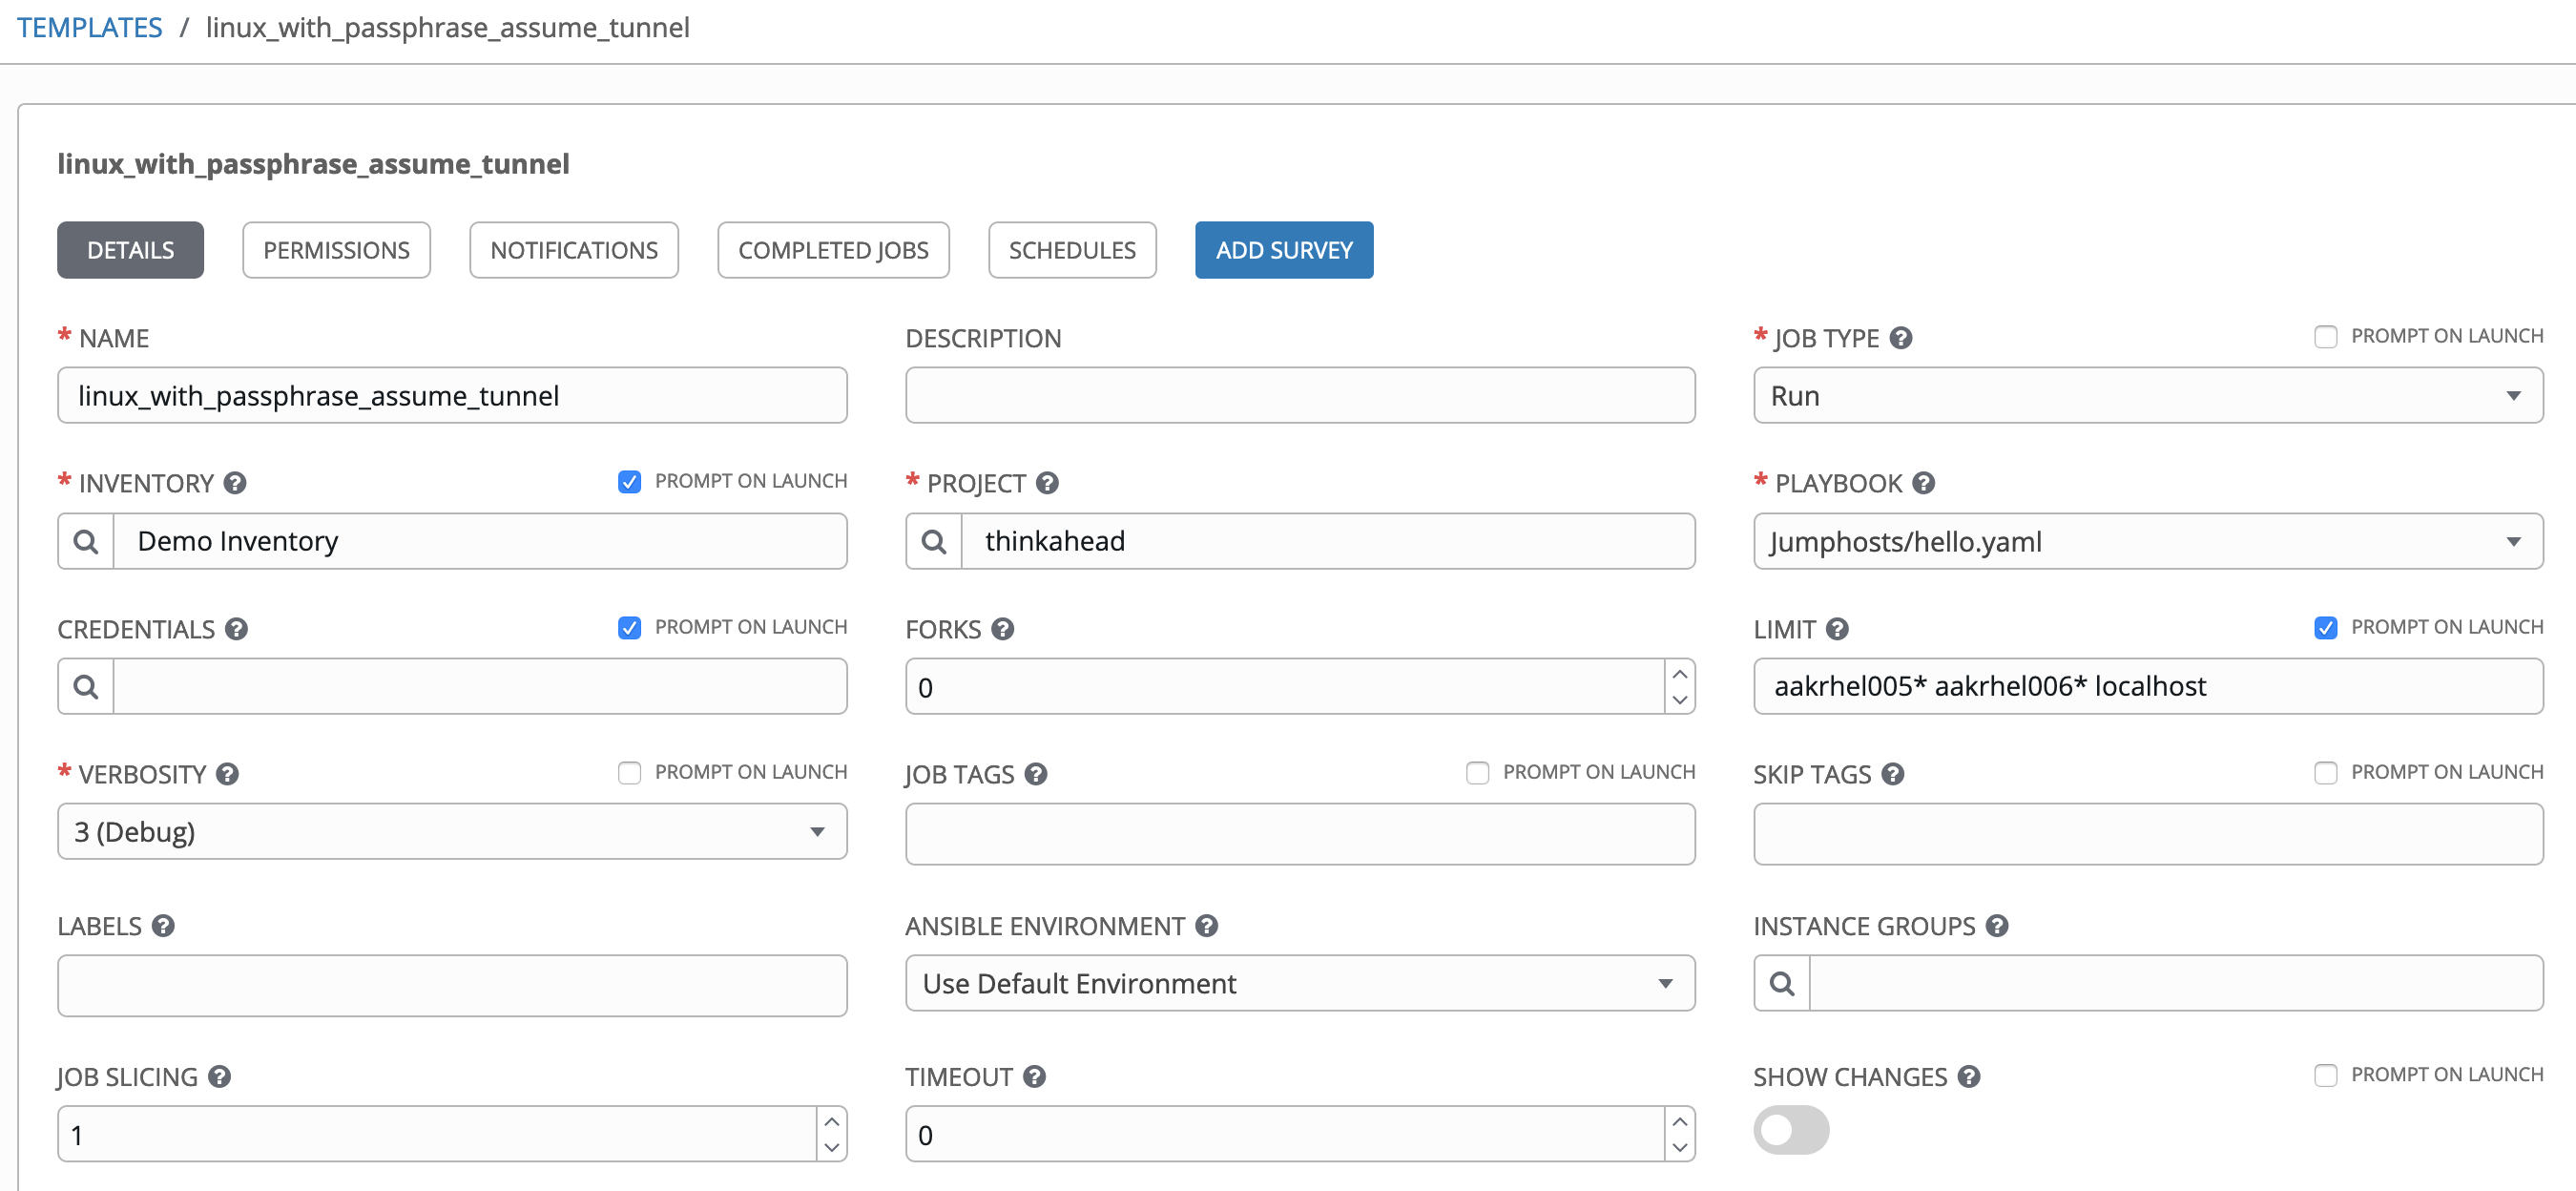 TEMPLATES / linux_with_passphrase_assume_tunnel
linux_with_passphrase_assume_tunnel
DETAILS PERMISSIONS NOTIFICATIONS COMPLETED JOBS SCHEDULES ADD SURVEY
* NAME DESCRIPTION * JOB TYPE ? PROMPT ON LAUNCH
linux_with_passphrase_assume_tunnel Run
* INVENTORY ? PROMPT ON LAUNCH * PROJECT ? * PLAYBOOK ?
Demo Inventory thinkahead Jumphosts/hello.yaml
CREDENTIALS ? PROMPT ON LAUNCH FORKS ? LIMIT ? PROMPT ON LAUNCH
0 aakrhel005* aakrhel006* localhost
* VERBOSITY ? PROMPT ON LAUNCH JOB TAGS ? PROMPT ON LAUNCH SKIP TAGS ? PROMPT ON LAUNCH
3 (Debug)
LABELS ? ANSIBLE ENVIRONMENT ? INSTANCE GROUPS ?
Use Default Environment
JOB SLICING ? TIMEOUT ? SHOW CHANGES ? PROMPT ON LAUNCH
1 0